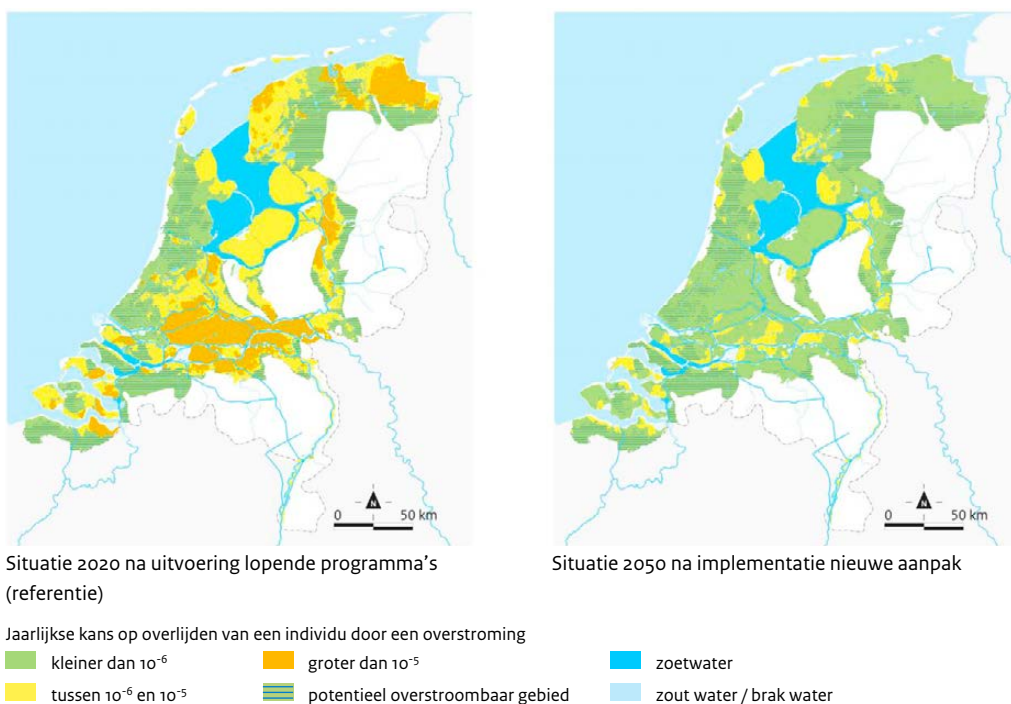 N
0 50 km
N
0 50 km
Situatie 2020 na uitvoering lopende programma's
(referentie)
Situatie 2050 na implementatie nieuwe aanpak
Jaarlijkse kans op overlijden van een individu door een overstroming
kleiner dan 10⁻⁶
groter dan 10⁻⁵
zoetwater
tussen 10⁻⁶ en 10⁻⁵
potentieel overstroombaar gebied
zout water / brak water